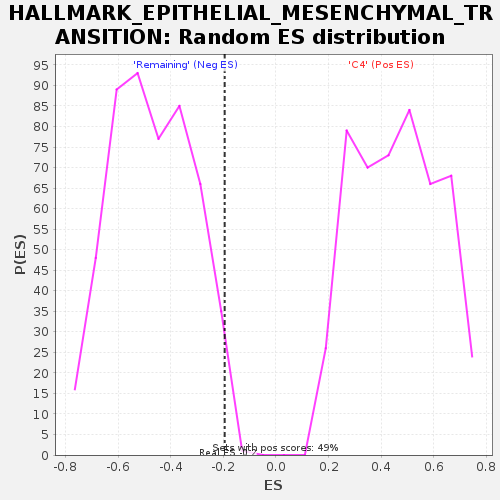 HALLMARK_EPITHELIAL_MESENCHYMAL_TR
ANSITION: Random ES distribution
'Remaining' (Neg ES) 'C4' (Pos ES)
95
90
85
80
75
70
65
60
55
50
45
40
35
30
25
20
15
10
5
0
P(ES)
Sets with pos scores: 49%
Real ES -0.2
-0.8 -0.6 -0.4 -0.2 0.0 0.2 0.4 0.6 0.8
ES